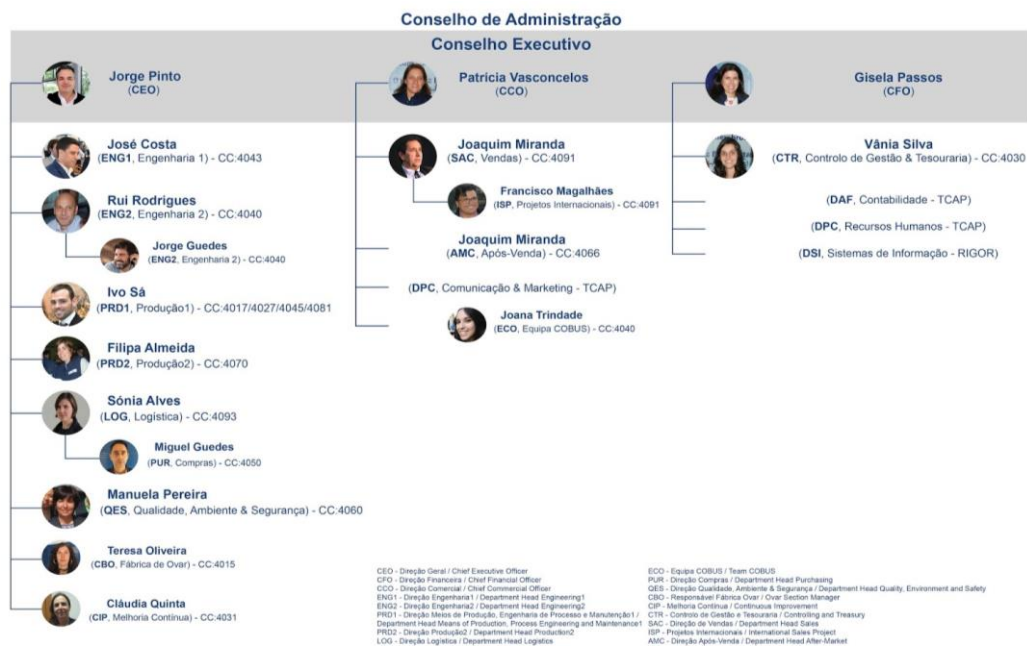 Conselho de Administração
Conselho Executivo
Jorge Pinto
(CEO)
Patrícia Vasconcelos
(CCO)
Gisela Passos
(CFO)
José Costa
(ENG1, Engenharia 1) - CC:4043
Rui Rodrigues
(ENG2, Engenharia 2) - CC:4040
Jorge Guedes
(ENG2, Engenharia 2) - CC:4040
Ivo Sá
(PRD1, Produção1) - CC:4017/4027/4045/4081
Filipa Almeida
(PRD2, Produção2) - CC:4070
Sónia Alves
(LOG, Logística) - CC:4093
Miguel Guedes
(PUR, Compras) - CC:4050
Manuela Pereira
(QES, Qualidade, Ambiente & Segurança) - CC:4060
Teresa Oliveira
(CBO, Fábrica de Ovar) - CC:4015
Cláudia Quinta
(CIP, Melhoria Contínua) - CC:4031
Joaquim Miranda
(SAC, Vendas) - CC:4091
Francisco Magalhães
(ISP, Projetos Internacionais) - CC:4091
Joaquim Miranda
(AMC, Após-Venda) - CC:4066
(DPC, Comunicação & Marketing - TCAP)
Joana Trindade
(ECO, Equipa COBUS) - CC:4040
Vânia Silva
(CTR, Controlo de Gestão & Tesouraria) - CC:4030
(DAF, Contabilidade - TCAP)
(DPC, Recursos Humanos - TCAP)
(DSI, Sistemas de Informação - RIGOR)
CEO - Direção Geral / Chief Executive Officer
CFO - Direção Financeira / Chief Financial Officer
CCO - Direção Comercial / Chief Commercial Officer
ENG1 - Direção Engenharia1 / Department Head Engineering1
ENG2 - Direção Engenharia2 / Department Head Engineering2
PRD1 - Direção Meios de Produção, Engenharia de Processo e Manutenção1 /
Department Head Means of Production, Process Engineering and Maintenance1
PRD2 - Direção Produção2 / Department Head Production2
LOG - Direção Logística / Department Head Logistics
ECO - Equipa COBUS / Team COBUS
PUR - Direção Compras / Department Head Purchasing
QES - Direção Qualidade, Ambiente & Segurança / Department Head Quality, Environment and Safety
CBO - Responsável Fábrica Ovar / Ovar Section Manager
CIP - Melhoria Contínua / Continuous Improvement
CTR - Controlo de Gestão e Tesouraria / Controlling and Treasury
SAC - Direção de Vendas / Department Head Sales
ISP - Projetos Internacionais / International Sales Project
AMC - Direção Após-Venda / Department Head After-Market